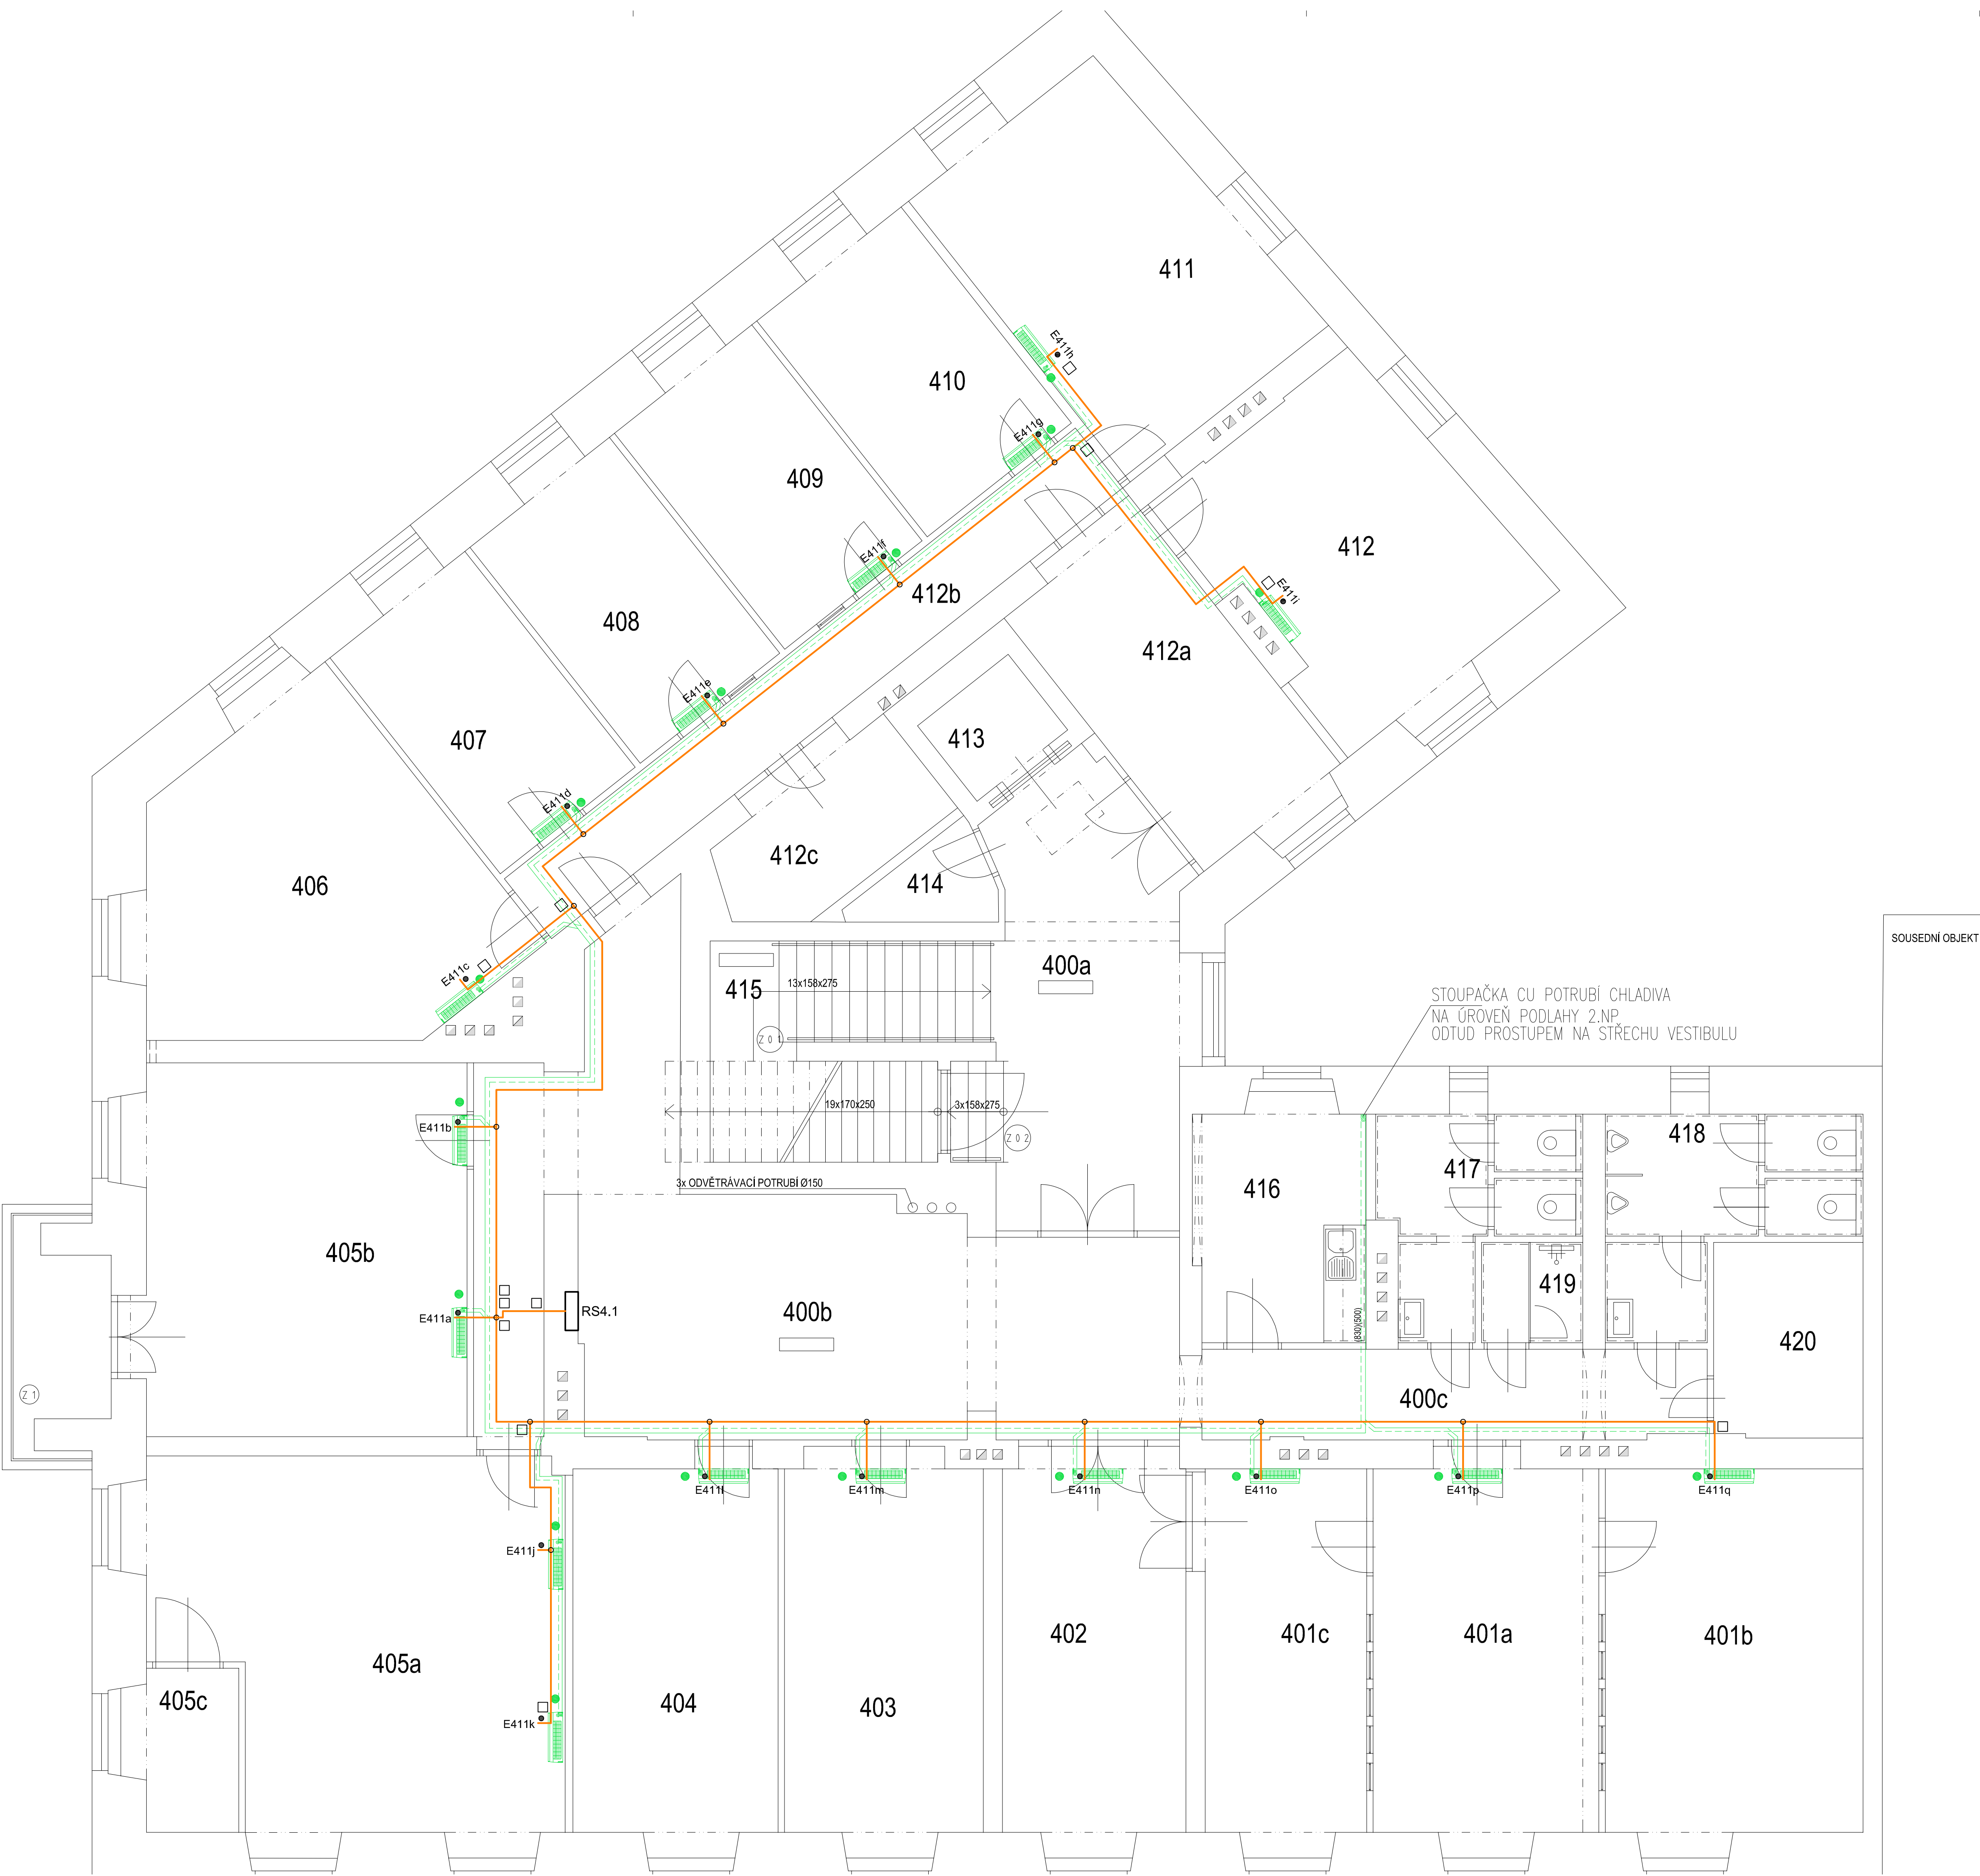 411
E411h
410
E411g
409
412
E411f
412b
E411i
408
412a
E411e
413
407
E411d
412c
414
406
SOUSEDNÍ OBJEKT
400a
E411c
415
13x158x275
STOUPAČKA CU POTRUBÍ CHLADIVA
NA ÚROVEŇ PODLAHY 2.NP
ODTUD PROSTUPEM NA STŘECHU VESTIBULU
Z 0 1
19x170x250
3x158x275
E411b
Z 0 2
418
417
3x ODVĚTRÁVACÍ POTRUBÍ Ø150
416
405b
419
RS4.1
400b
E411a
(830)(500)
420
Z 1
400c
E411l
E411m
E411n
E411o
E411p
E411q
E411j
402
401c
401a
401b
405a
405c
404
403
E411k